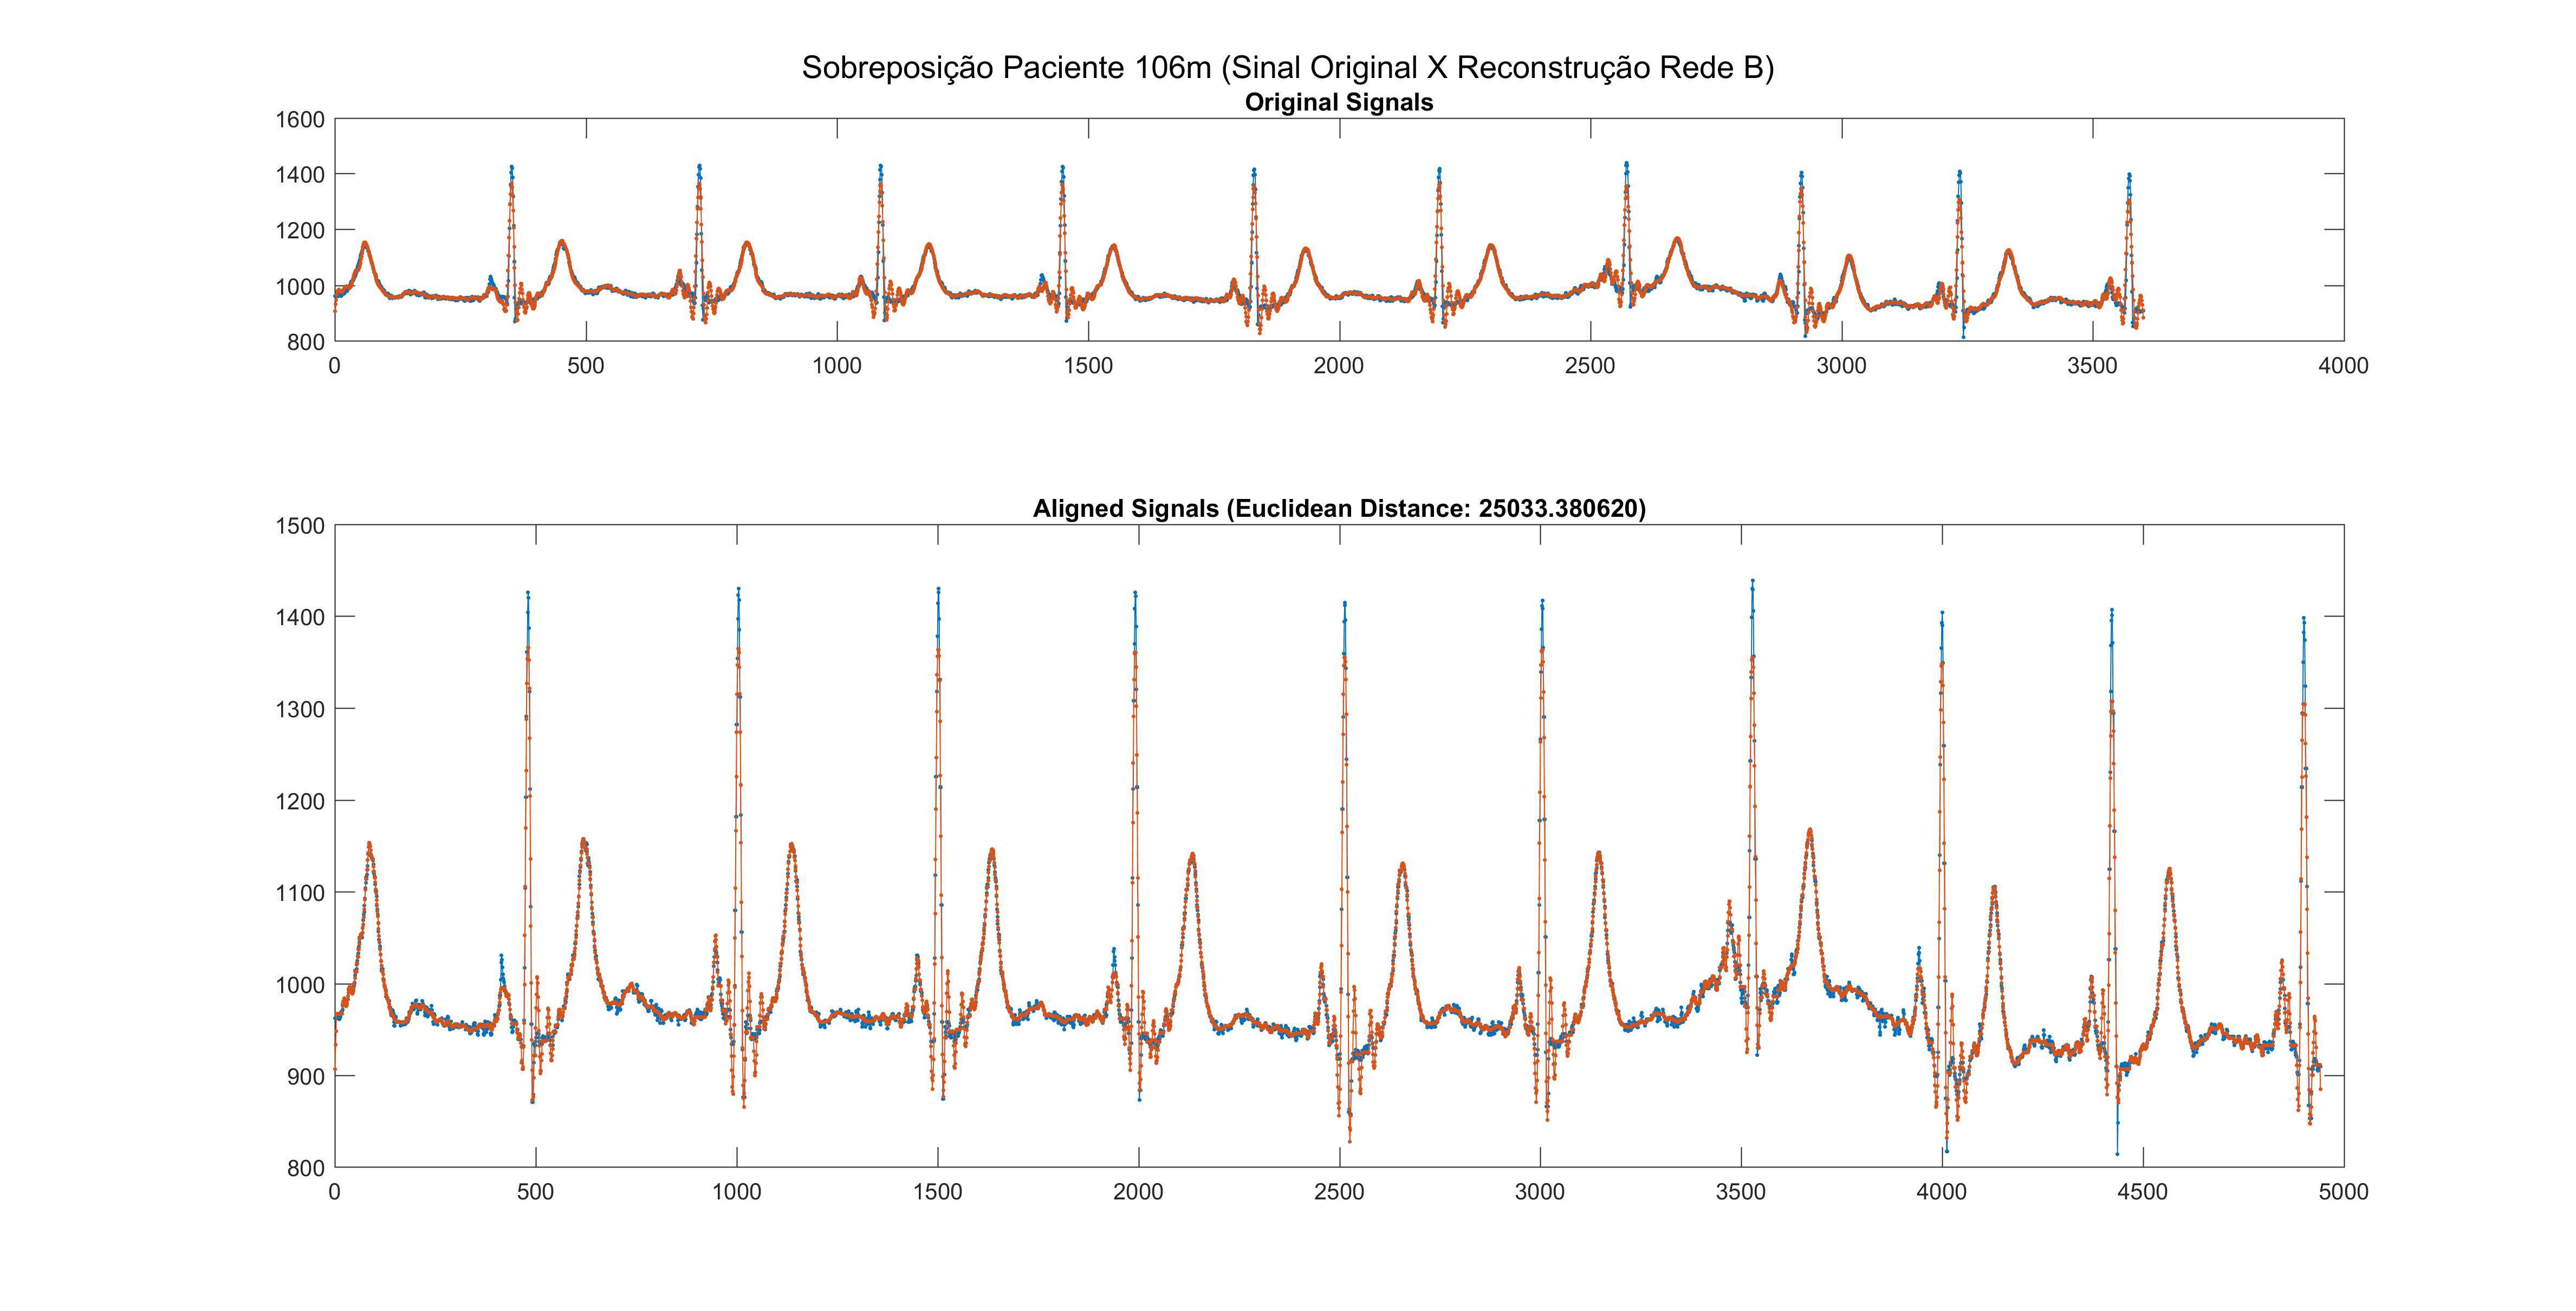 Sobreposição Paciente 106m (Sinal Original X Reconstrução Rede B)
Original Signals
1600
1400
1200
1000
800
0 500 1000 1500 2000 2500 3000 3500 4000
Aligned Signals (Euclidean Distance: 25033.380620)
1500
1400
1300
1200
1100
1000
900
800
0 500 1000 1500 2000 2500 3000 3500 4000 4500 5000